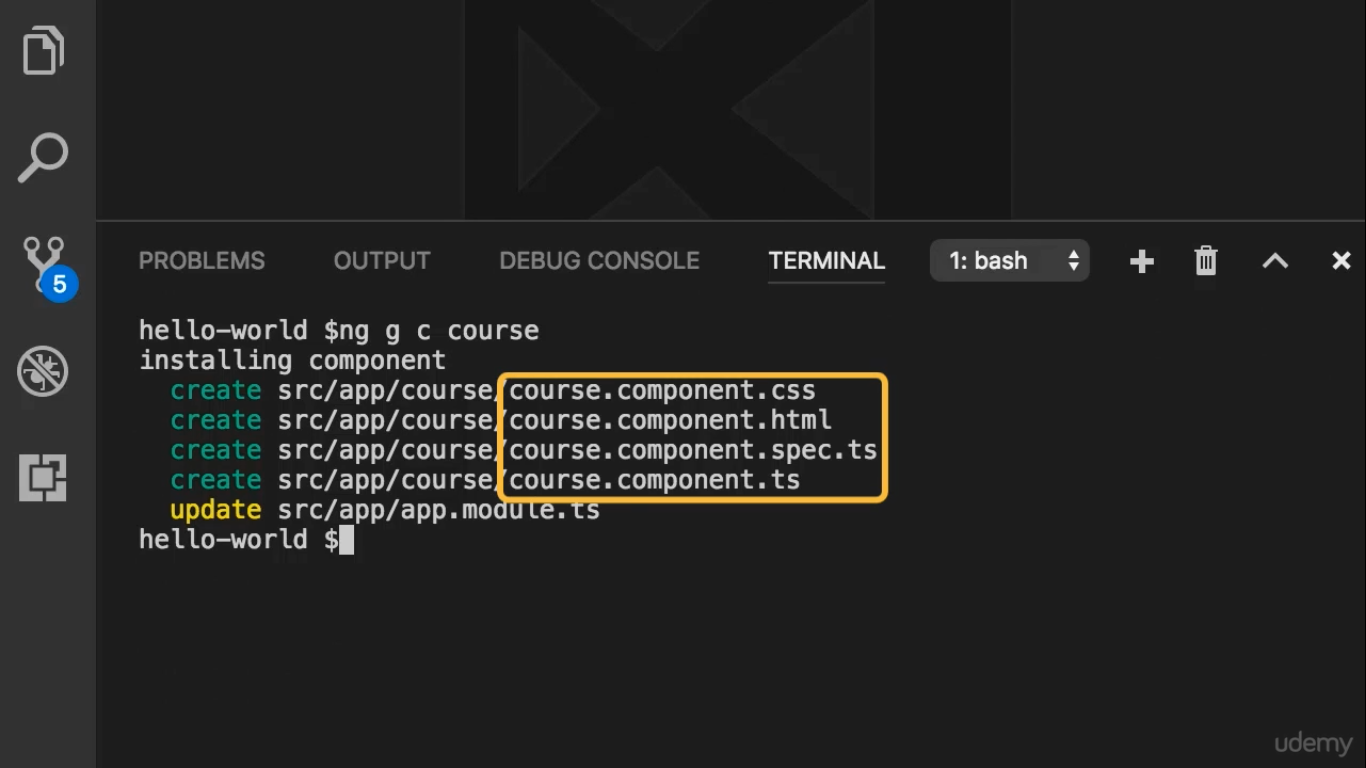 PROBLEMS OUTPUT DEBUG CONSOLE TERMINAL 1: bash
5
hello-world $ng g c course
installing component
create src/app/course/course.component.css
create src/app/course/course.component.html
create src/app/course/course.component.spec.ts
create src/app/course/course.component.ts
update src/app/app.module.ts
hello-world $
udemy